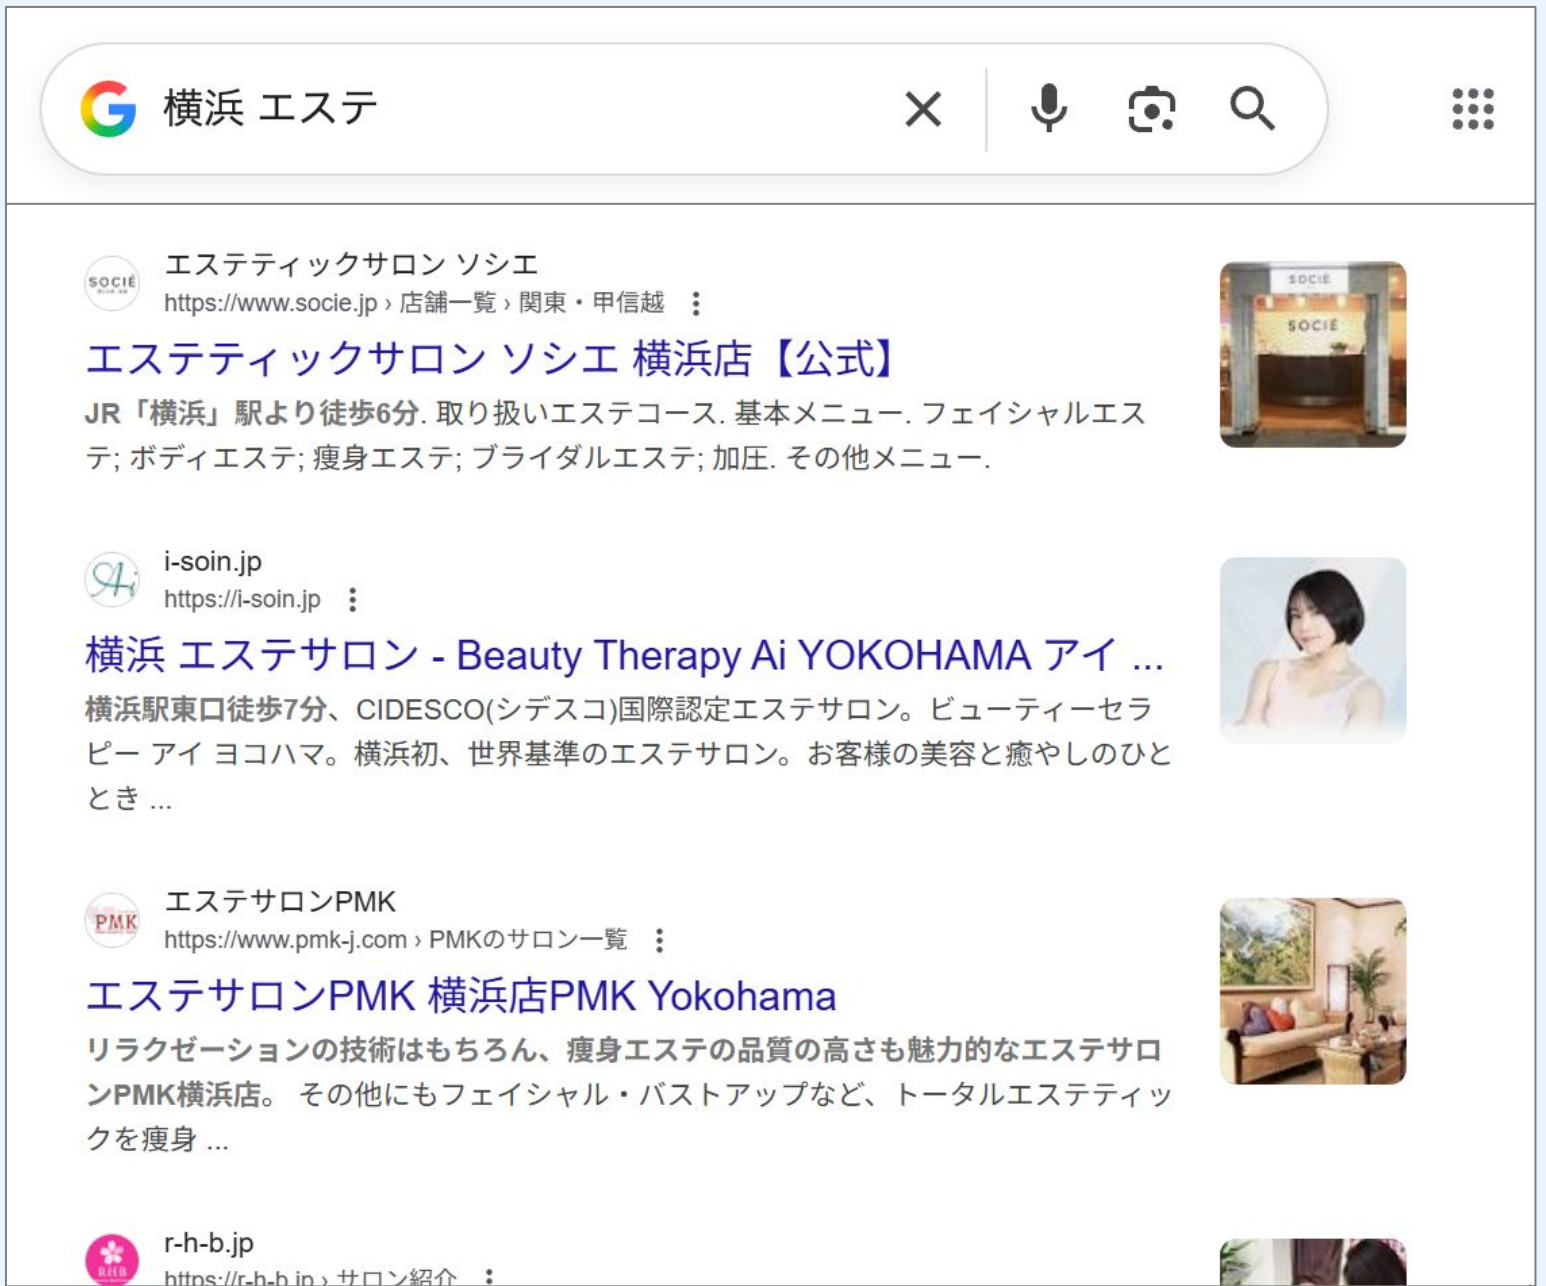 横浜 エステ
SOCIÉ
エステティックサロン ソシエ
https://www.socie.jp › 店舗一覧 › 関東・甲信越
エステティックサロン ソシエ 横浜店【公式】
JR「横浜」駅より徒歩6分. 取り扱いエステコース. 基本メニュー. フェイシャルエス
テ; ボディエステ; 痩身エステ; ブライダルエステ; 加圧. その他メニュー.
SOCIÉ
SOCIÉ
Ai
i-soin.jp
https://i-soin.jp
横浜 エステサロン - Beauty Therapy Ai YOKOHAMA アイ ...
横浜駅東口徒歩7分、CIDESCO(シデスコ)国際認定エステサロン。ビューティーセラ
ピー アイ ヨコハマ。横浜初、世界基準のエステサロン。お客様の美容と癒やしのひと
とき ...
PMK
エステサロンPMK
https://www.pmk-j.com › PMKのサロン一覧
エステサロンPMK 横浜店PMK Yokohama
リラクゼーションの技術はもちろん、痩身エステの品質の高さも魅力的なエステサロ
ンPMK横浜店。 その他にもフェイシャル・バストアップなど、トータルエステティッ
クを痩身 ...
RHB
r-h-b.jp
https://r-h-b.jp › サロン紹介